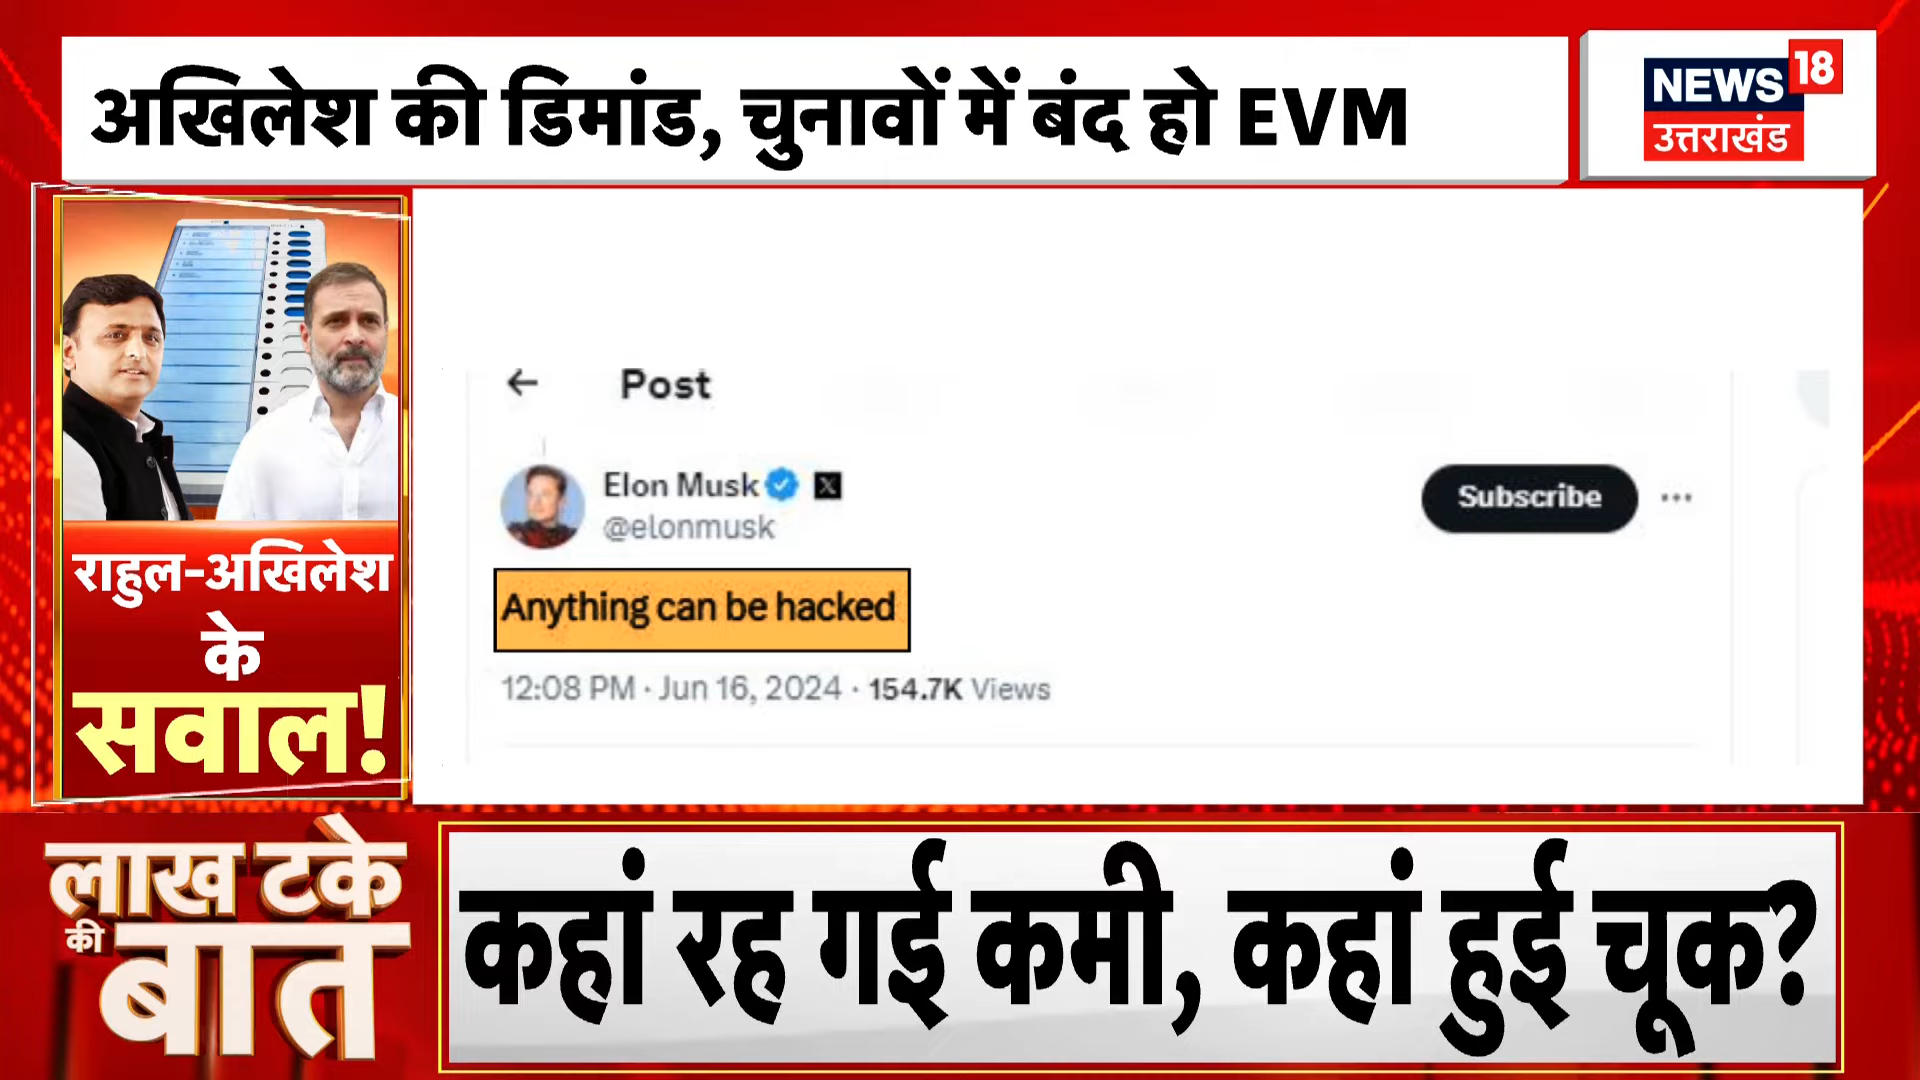 अखिलेश की डिमांड, चुनावों में बंद हो EVM
NEWS 18
उत्तराखंड
राहुल-अखिलेश
के
सवाल!
Post
Elon Musk
@elonmusk
Subscribe
Anything can be hacked
12:08 PM · Jun 16, 2024 · 154.7K Views
लाख टके
की
बात
कहां रह गई कमी, कहां हुई चूक?